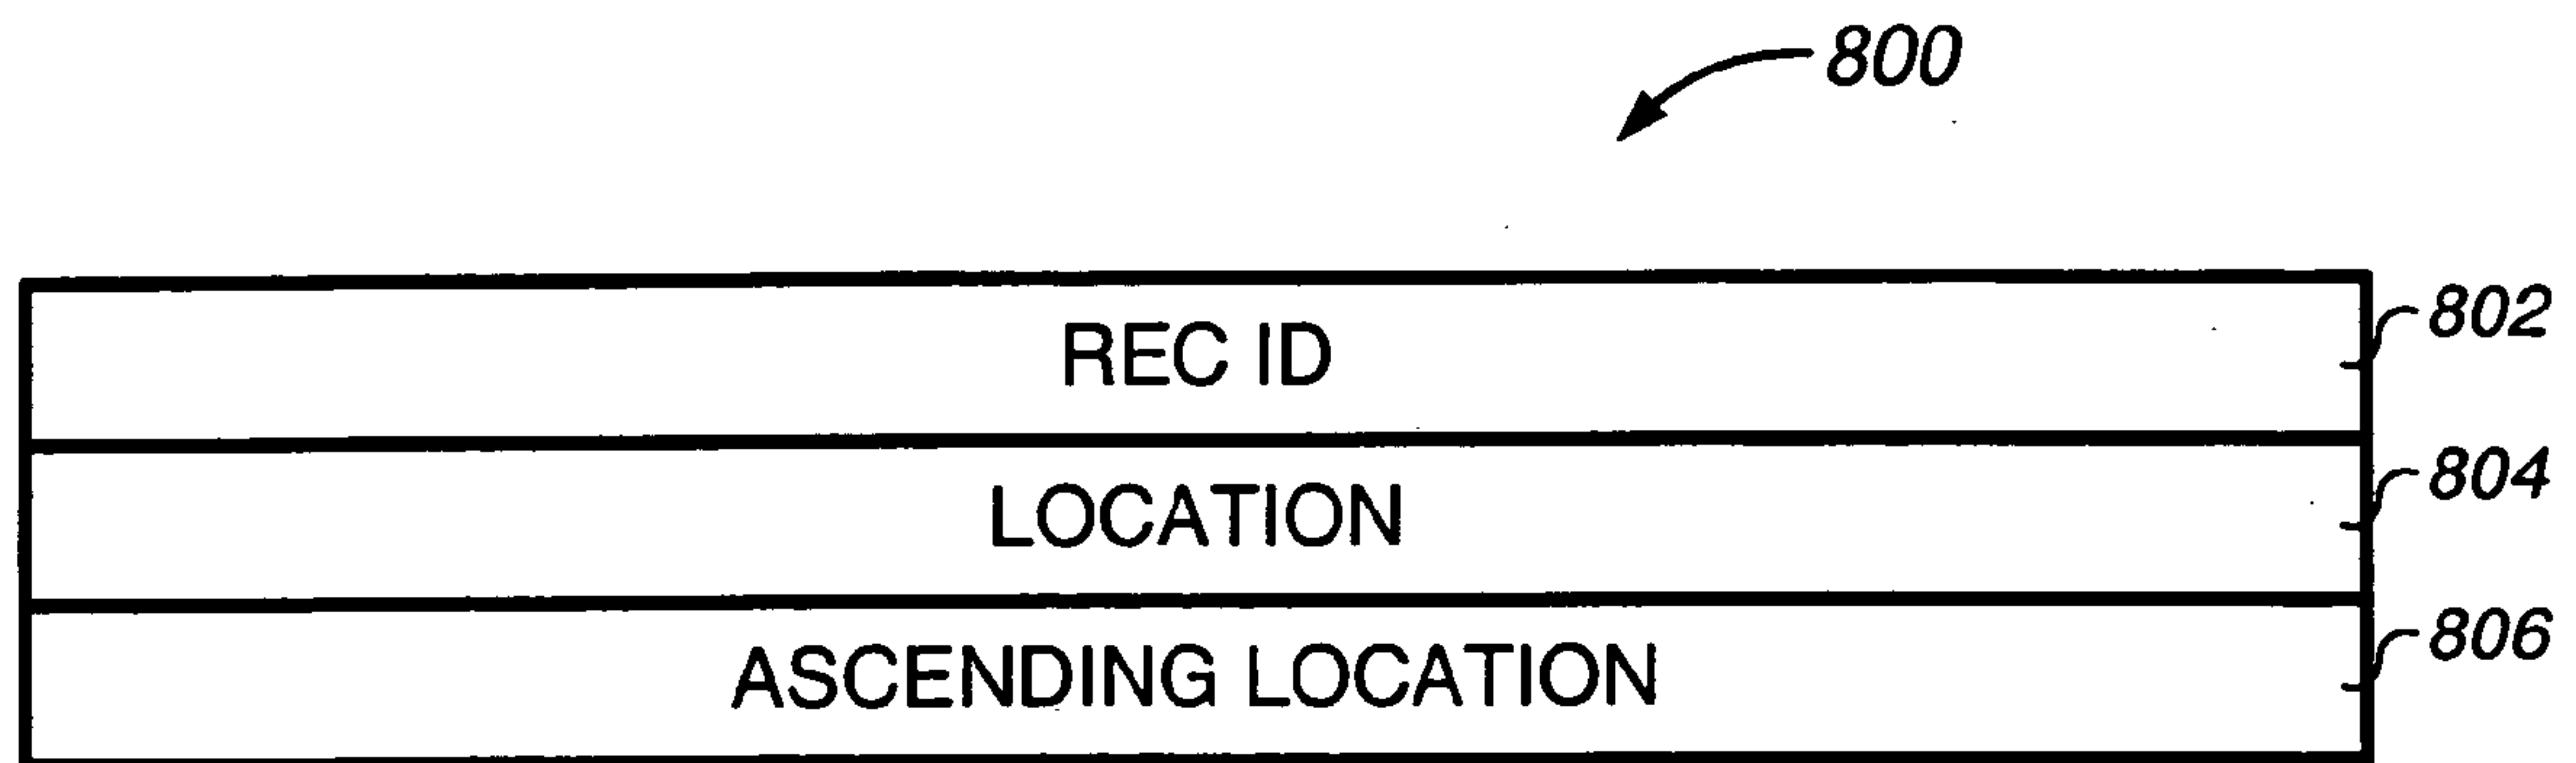 800
REC ID 802
LOCATION 804
ASCENDING LOCATION 806